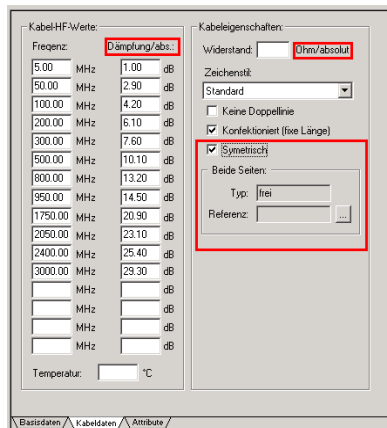 Kabel-HF-Werte:
Freqenz: Dämpfung/abs.:
5.00 MHz 1.00 dB
50.00 MHz 2.90 dB
100.00 MHz 4.20 dB
200.00 MHz 6.10 dB
300.00 MHz 7.60 dB
500.00 MHz 10.10 dB
800.00 MHz 13.20 dB
950.00 MHz 14.50 dB
1750.00 MHz 20.90 dB
2050.00 MHz 23.10 dB
2400.00 MHz 25.40 dB
3000.00 MHz 29.30 dB
MHz dB
MHz dB
MHz dB
MHz dB
Temperatur: °C
Kabeleigenschaften:
Widerstand: Ohm/absolut
Zeichenstil:
Standard
Keine Doppellinie
Konfektioniert (fixe Länge)
Symetrisch
Beide Seiten:
Typ: frei
Referenz: ...
Basisdaten Kabeldaten Attribute